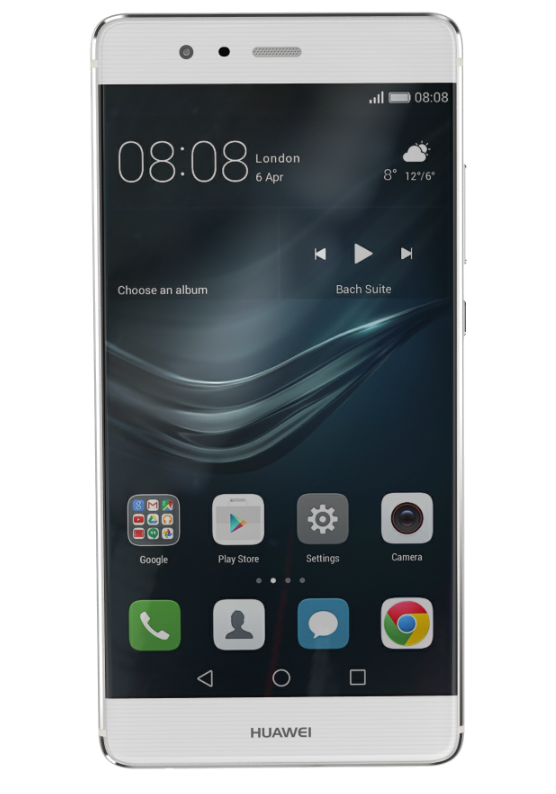 08:08
08:08 London
6 Apr
8° 12°/6°
Choose an album
Bach Suite
Google
Play Store
Settings
Camera
HUAWEI